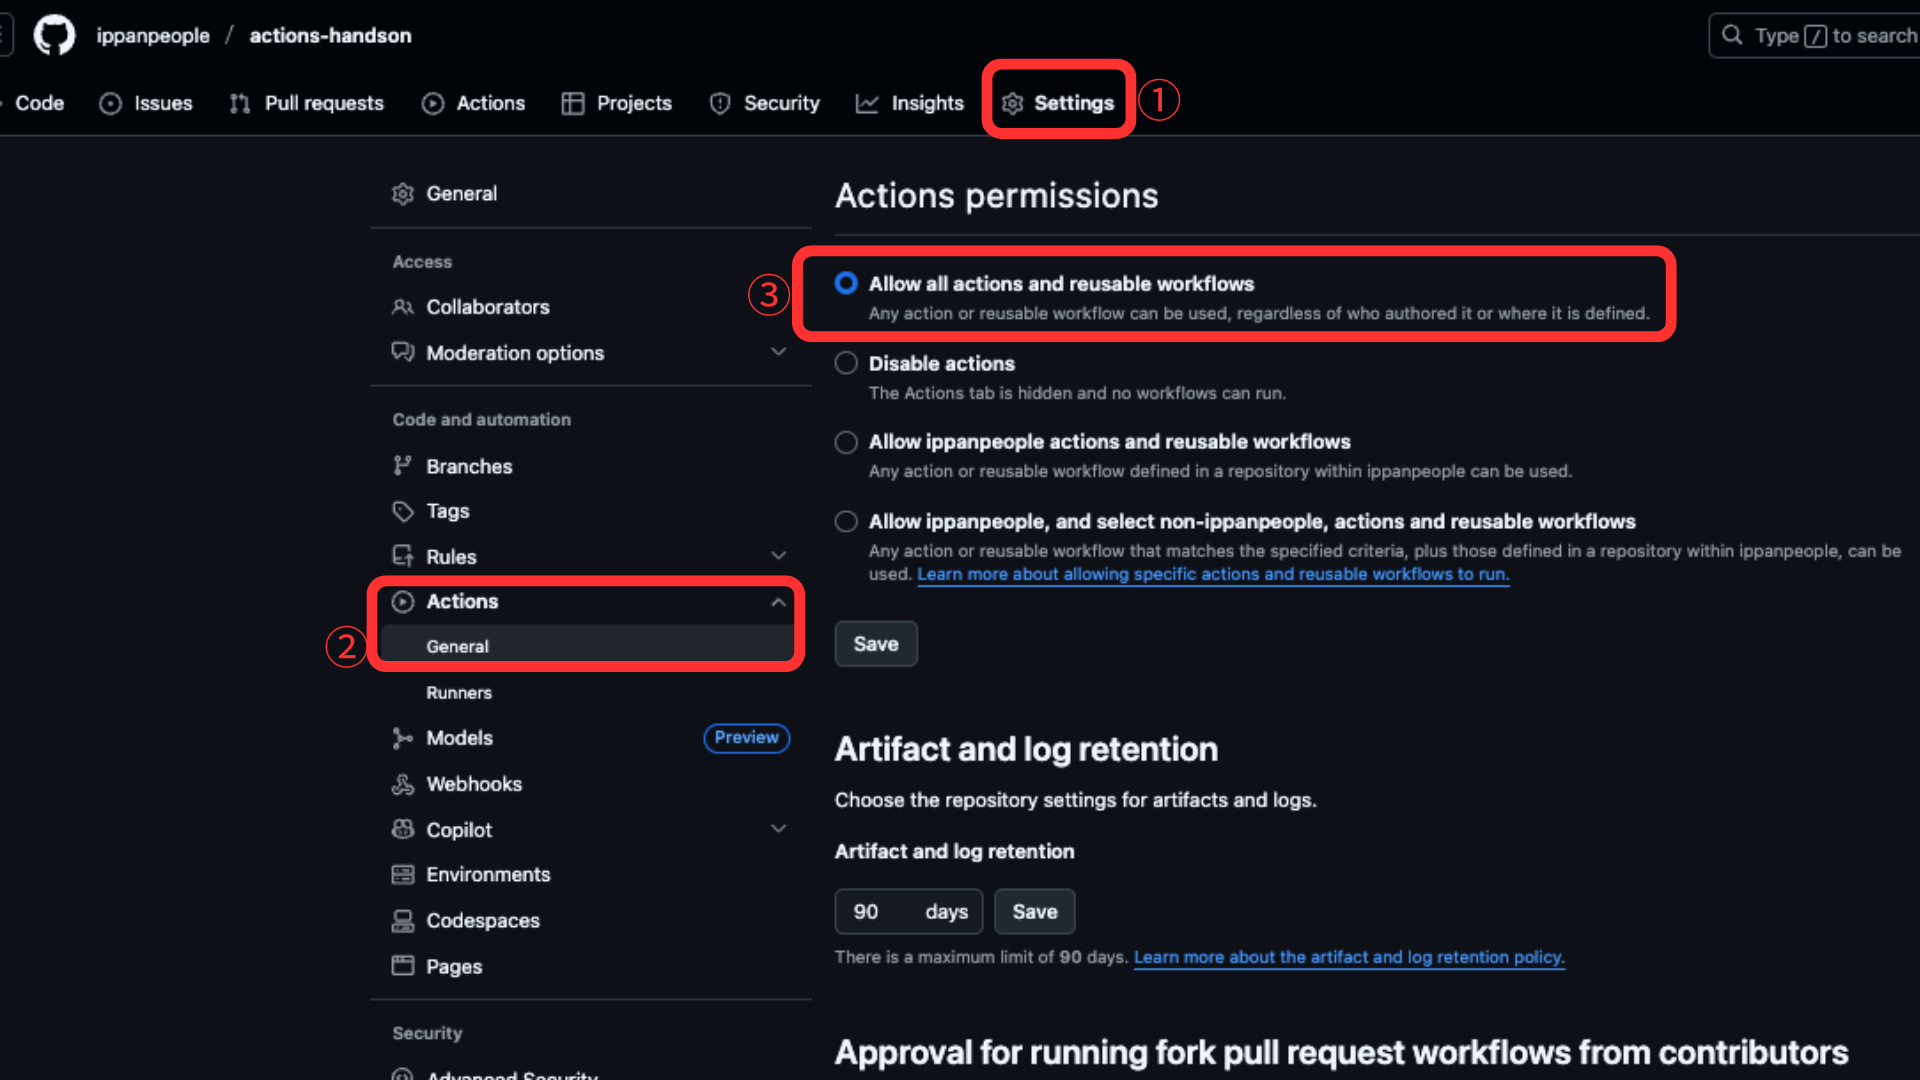 ippanpeople / actions-handson
Type / to search
Code Issues Pull requests Actions Projects Security Insights Settings ①
General
Access
Collaborators
Moderation options
Code and automation
Branches
Tags
Rules
②
Actions
General
Runners
Models Preview
Webhooks
Copilot
Environments
Codespaces
Pages
Security
Advanced Security
Actions permissions
③
Allow all actions and reusable workflows
Any action or reusable workflow can be used, regardless of who authored it or where it is defined.
Disable actions
The Actions tab is hidden and no workflows can run.
Allow ippanpeople actions and reusable workflows
Any action or reusable workflow defined in a repository within ippanpeople can be used.
Allow ippanpeople, and select non-ippanpeople, actions and reusable workflows
Any action or reusable workflow that matches the specified criteria, plus those defined in a repository within ippanpeople, can be
used. Learn more about allowing specific actions and reusable workflows to run.
Save
Artifact and log retention
Choose the repository settings for artifacts and logs.
Artifact and log retention
90 days Save
There is a maximum limit of 90 days. Learn more about the artifact and log retention policy.
Approval for running fork pull request workflows from contributors